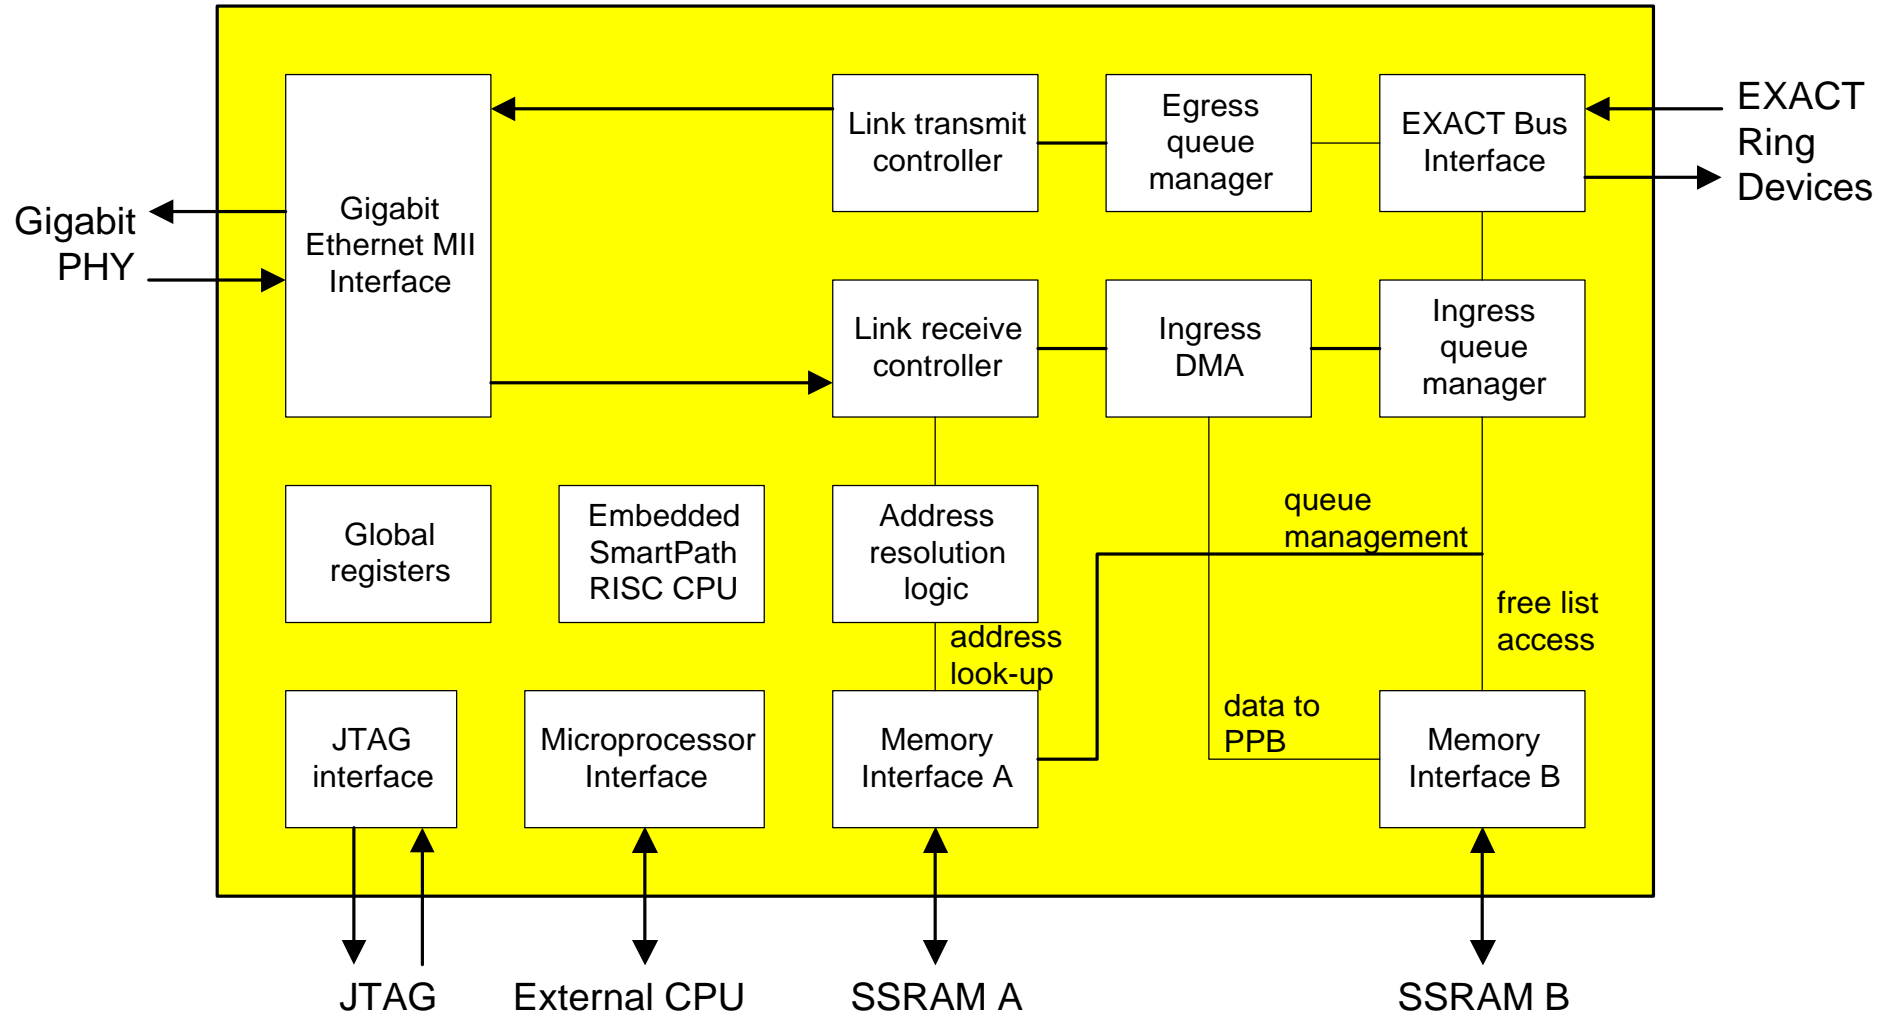 Link transmit
controller
Egress
queue
manager
EXACT Bus
Interface
EXACT
Ring
Devices
Gigabit
PHY
Gigabit
Ethernet MII
Interface
Link receive
controller
Ingress
DMA
Ingress
queue
manager
Global
registers
Embedded
SmartPath
RISC CPU
Address
resolution
logic
queue
management
free list
access
address
look-up
data to
PPB
JTAG
interface
Microprocessor
Interface
Memory
Interface A
Memory
Interface B
JTAG
External CPU
SSRAM A
SSRAM B